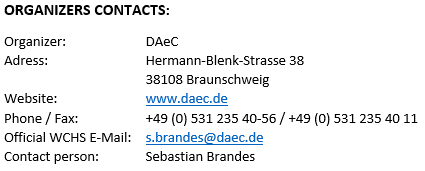 ORGANIZERS CONTACTS:
Organizer: DAeC
Adress: Hermann-Blenk-Strasse 38
38108 Braunschweig
Website: www.daec.de
Phone / Fax: +49 (0) 531 235 40-56 / +49 (0) 531 235 40 11
Official WCHS E-Mail: s.brandes@daec.de
Contact person: Sebastian Brandes